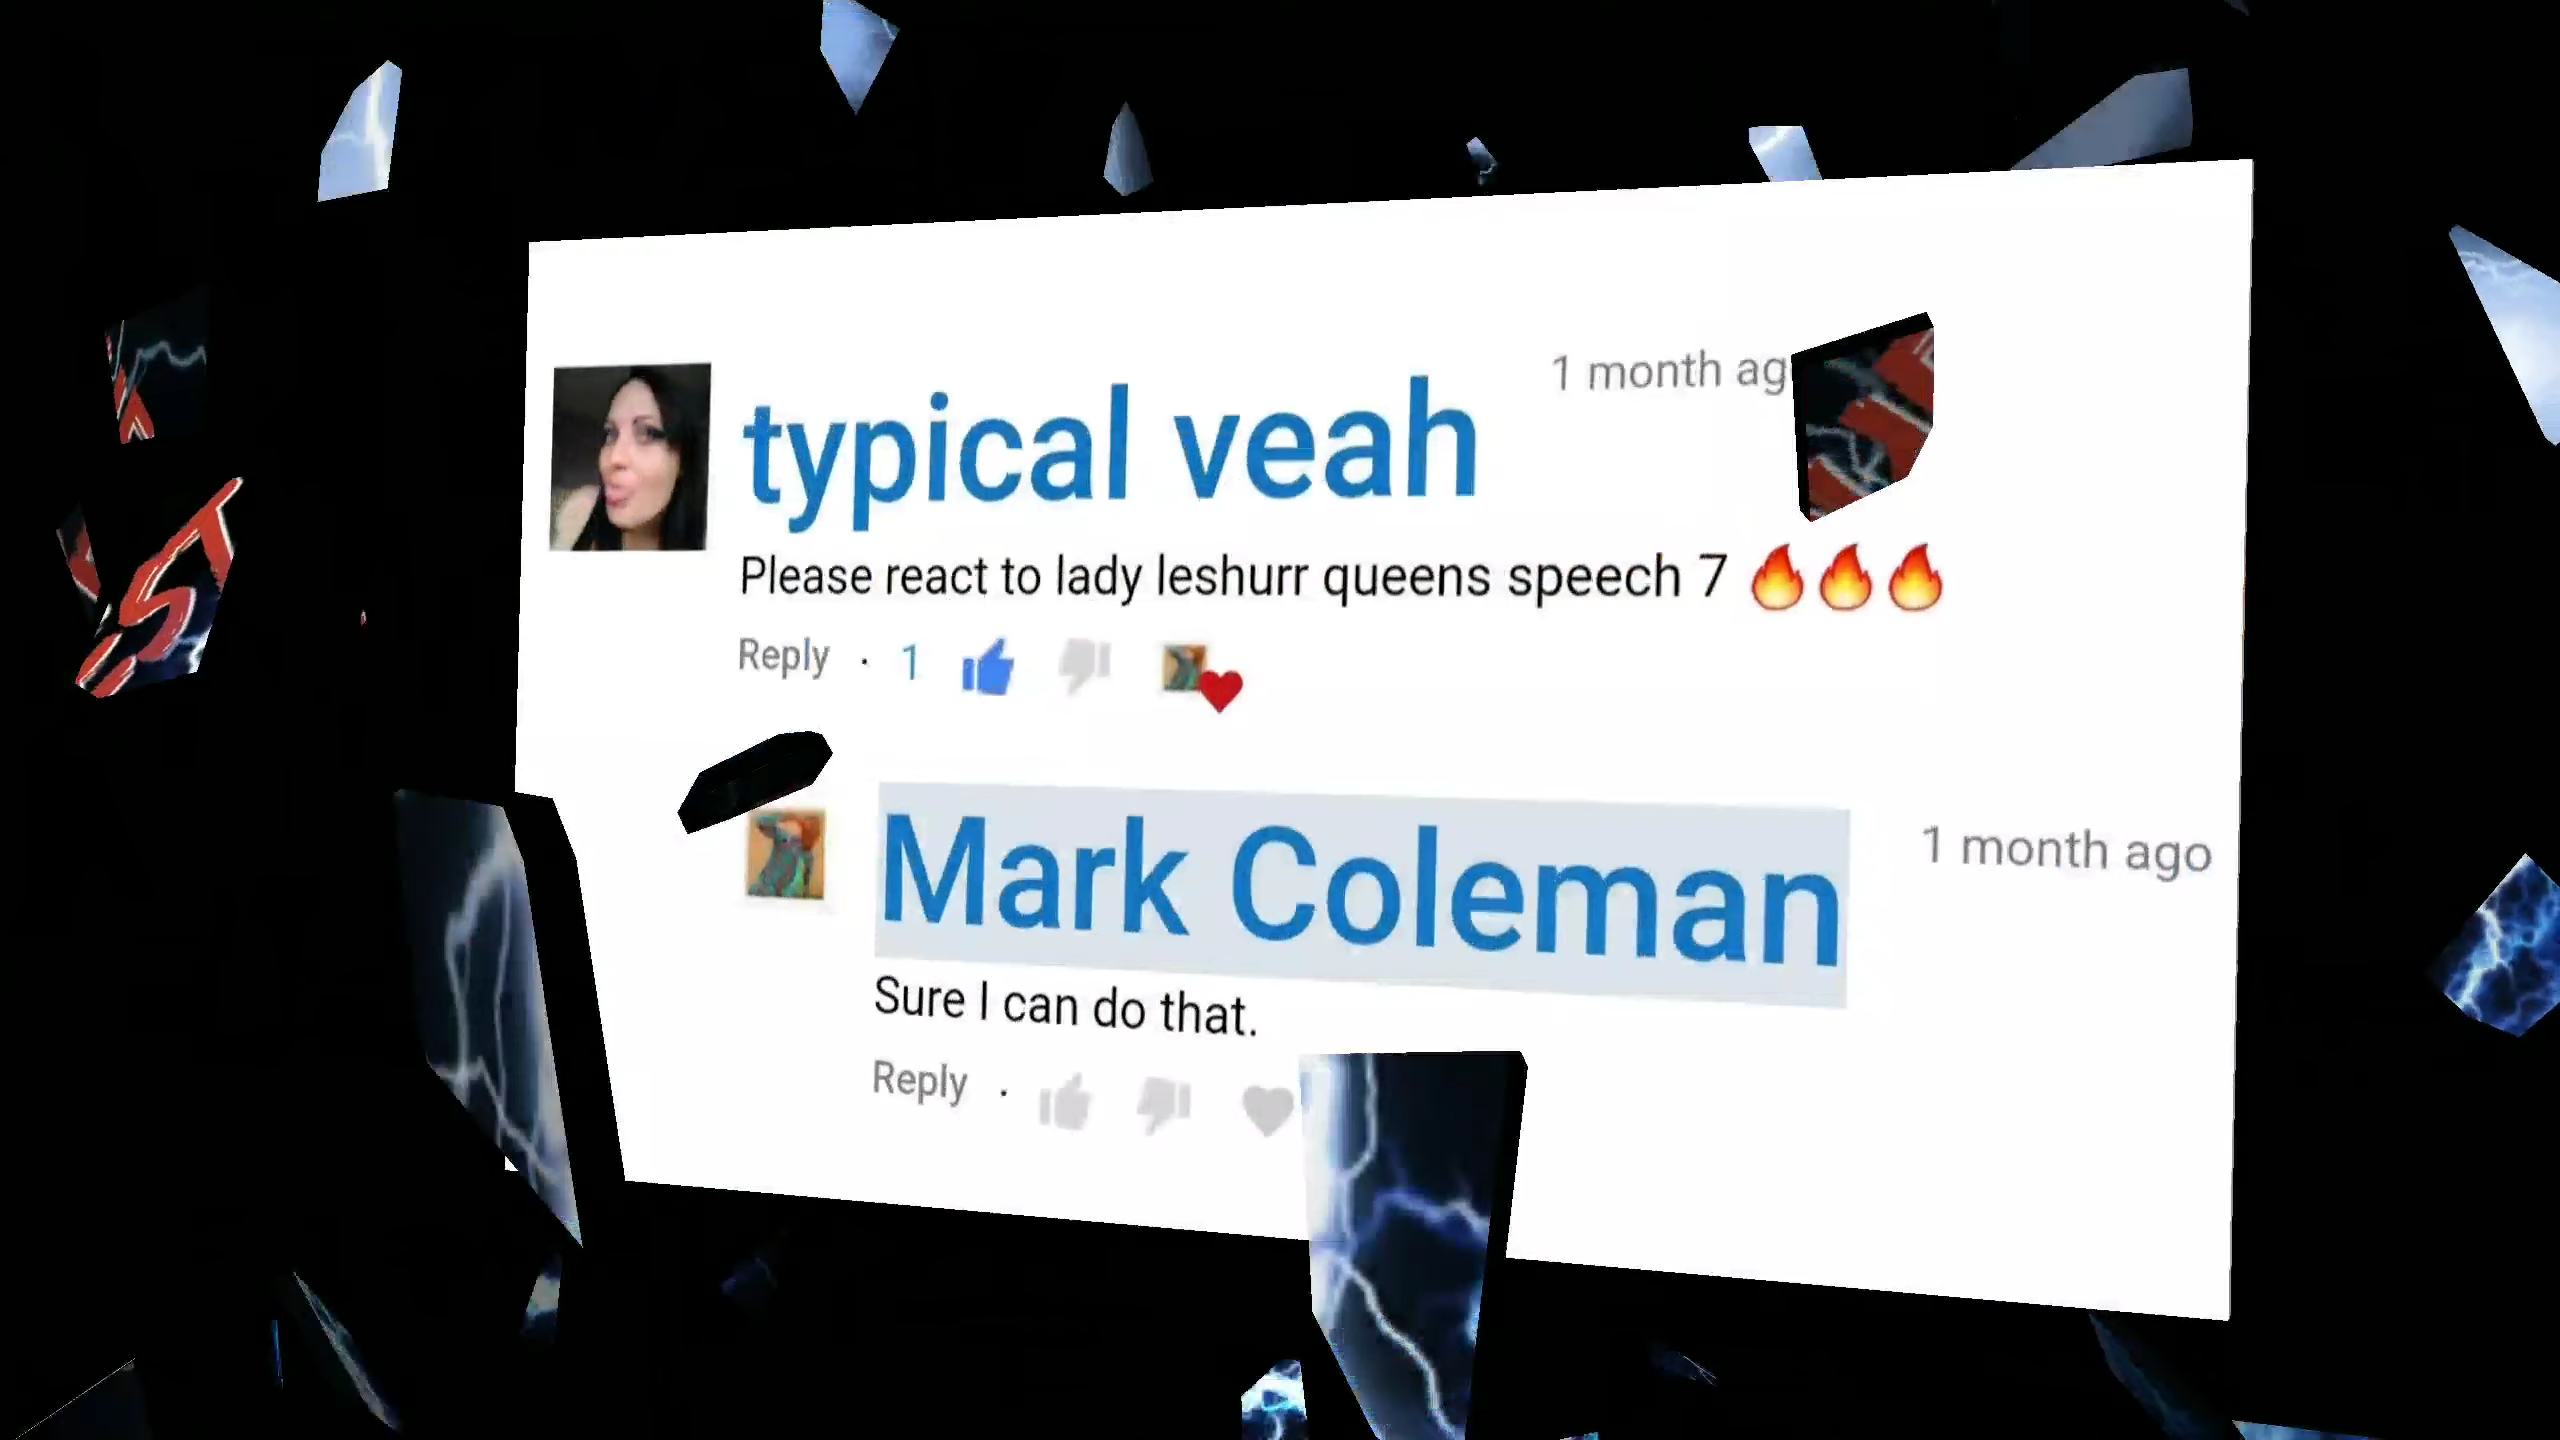 typical veah
1 month ag
Please react to lady leshurr queens speech 7 🔥🔥🔥
Reply · 1
Mark Coleman
1 month ago
Sure I can do that.
Reply ·